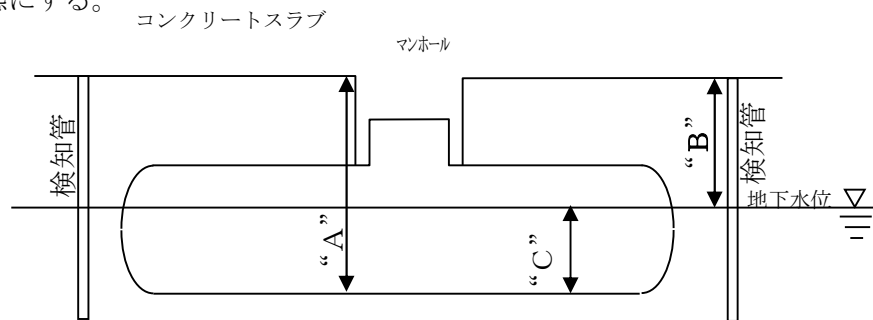 にする。
コンクリートスラブ
マンホール
検知管
“A”
“C”
“B”
検知管
地下水位